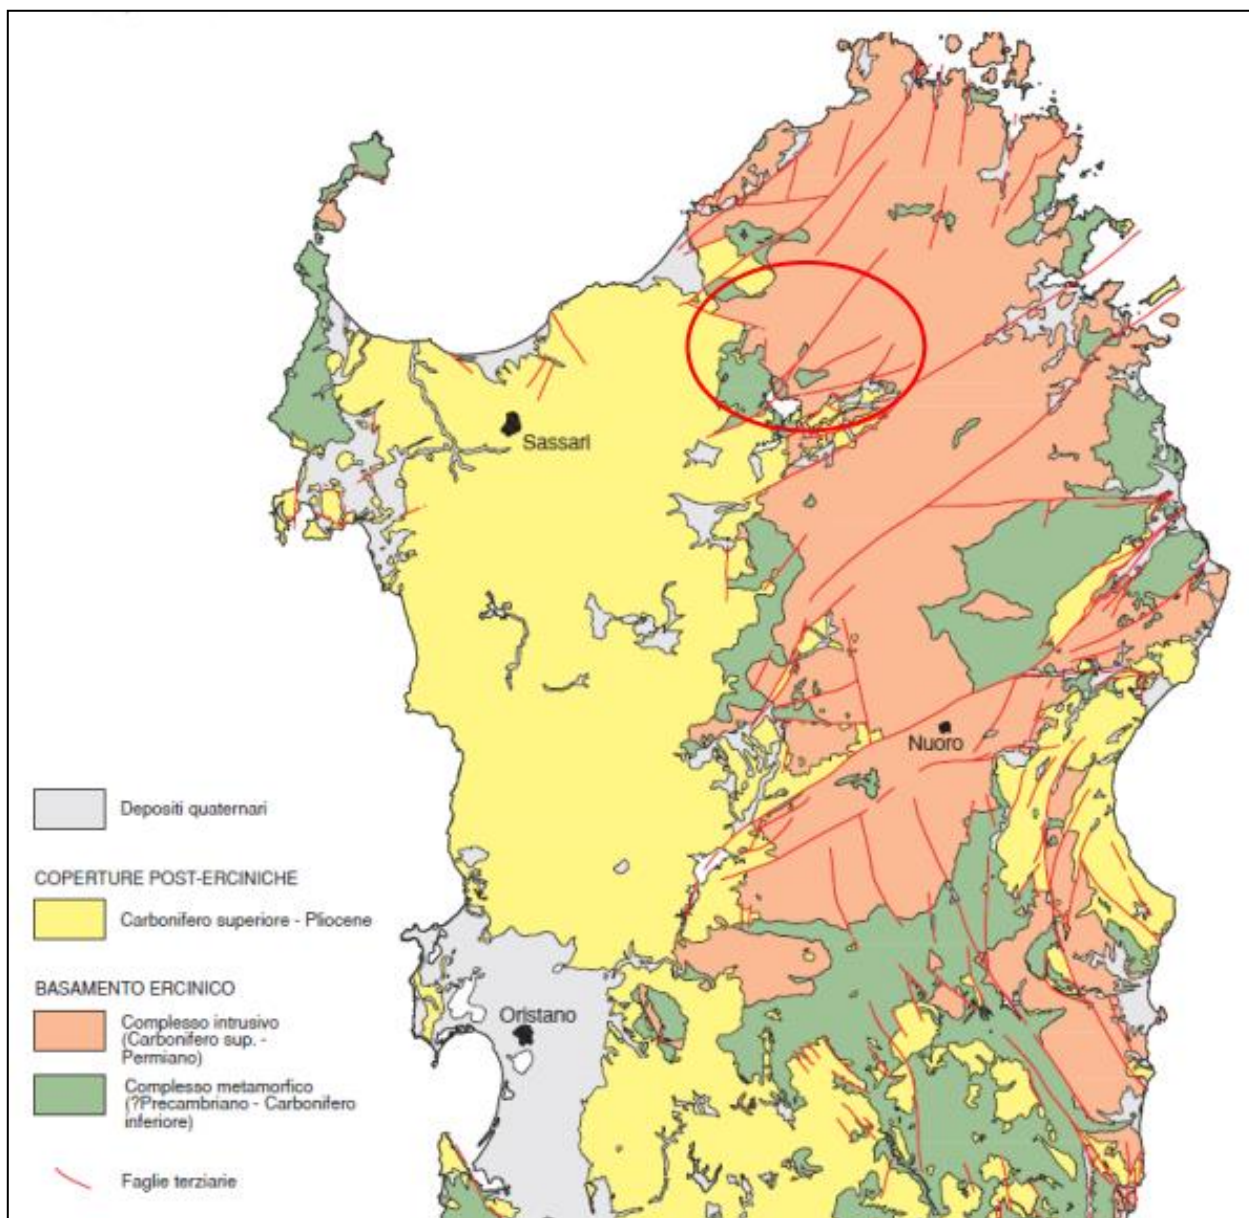 Sassari
Nuoro
Depositi quaternari
COPERTURE POST-ERCINICHE
Carbonifero superiore - Pliocene
BASAMENTO ERCINICO
Oristano
Complesso intrusivo
(Carbonifero sup. -
Permiano)
Complesso metamorfico
(?Precambriano - Carbonifero
inferiore)
Faglie terziarie